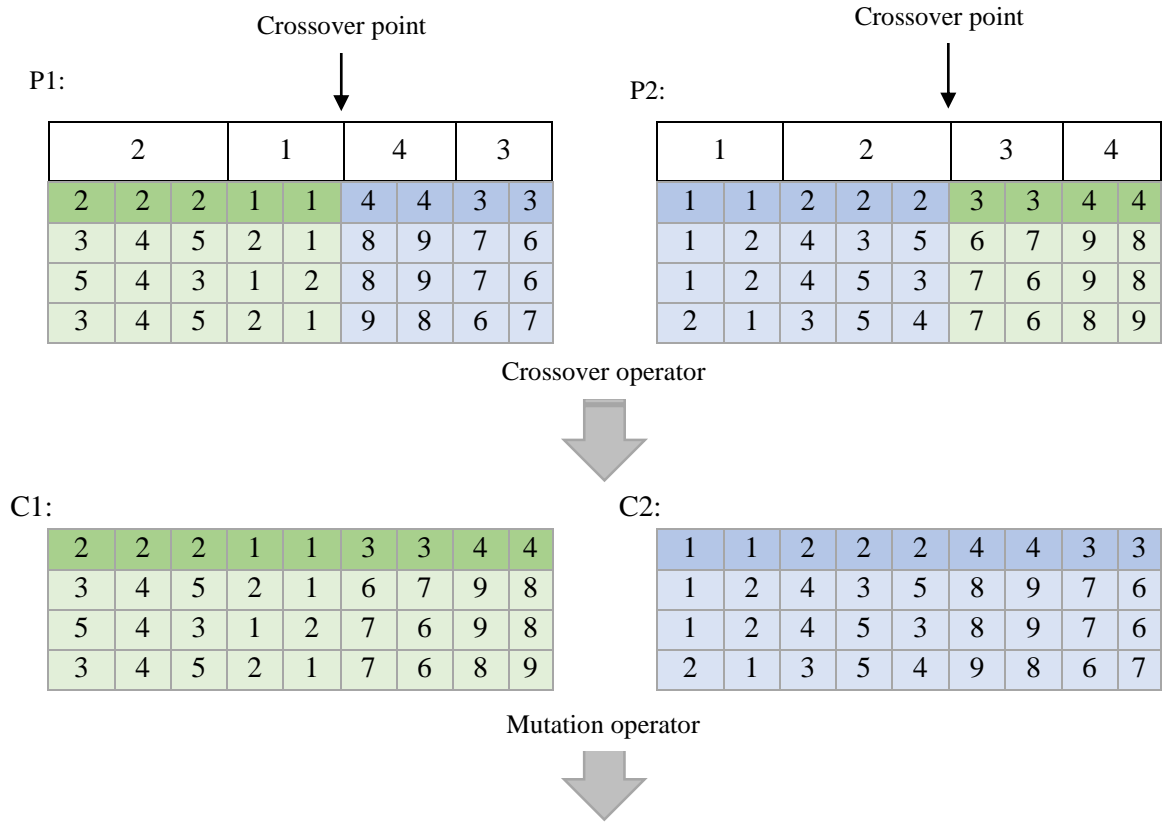 Crossover point Crossover point
P1: P2:
2 1 4 3 1 2 3 4
2 2 2 1 1 4 4 3 3 1 1 2 2 2 3 3 4 4
3 4 5 2 1 8 9 7 6 1 2 4 3 5 6 7 9 8
5 4 3 1 2 8 9 7 6 1 2 4 5 3 7 6 9 8
3 4 5 2 1 9 8 6 7 2 1 3 5 4 7 6 8 9
Crossover operator
C1: C2:
2 2 2 1 1 3 3 4 4 1 1 2 2 2 4 4 3 3
3 4 5 2 1 6 7 9 8 1 2 4 3 5 8 9 7 6
5 4 3 1 2 7 6 9 8 1 2 4 5 3 8 9 7 6
3 4 5 2 1 7 6 8 9 2 1 3 5 4 9 8 6 7
Mutation operator